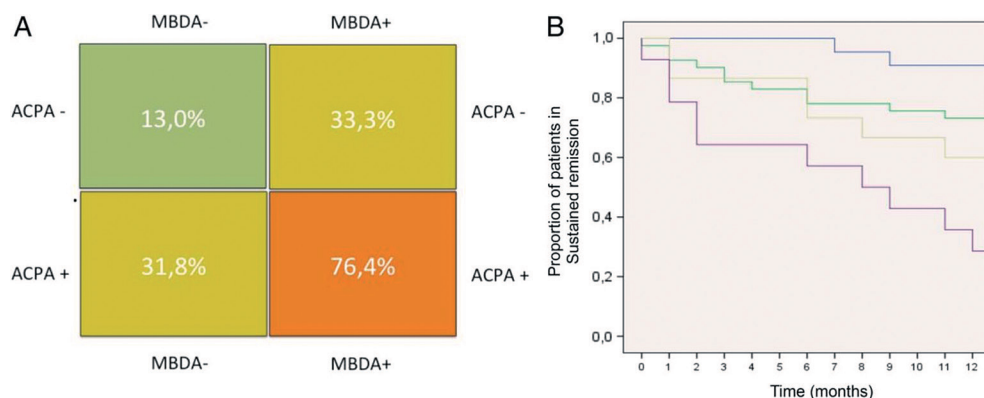 A
MBDA-
MBDA+
ACPA -
13,0%
33,3%
ACPA -
ACPA +
31,8%
76,4%
ACPA +
MBDA-
MBDA+
B
Proportion of patients in
Sustained remission
1,0
0,8
0,6
0,4
0,2
0,0
0 1 2 3 4 5 6 7 8 9 10 11 12
Time (months)